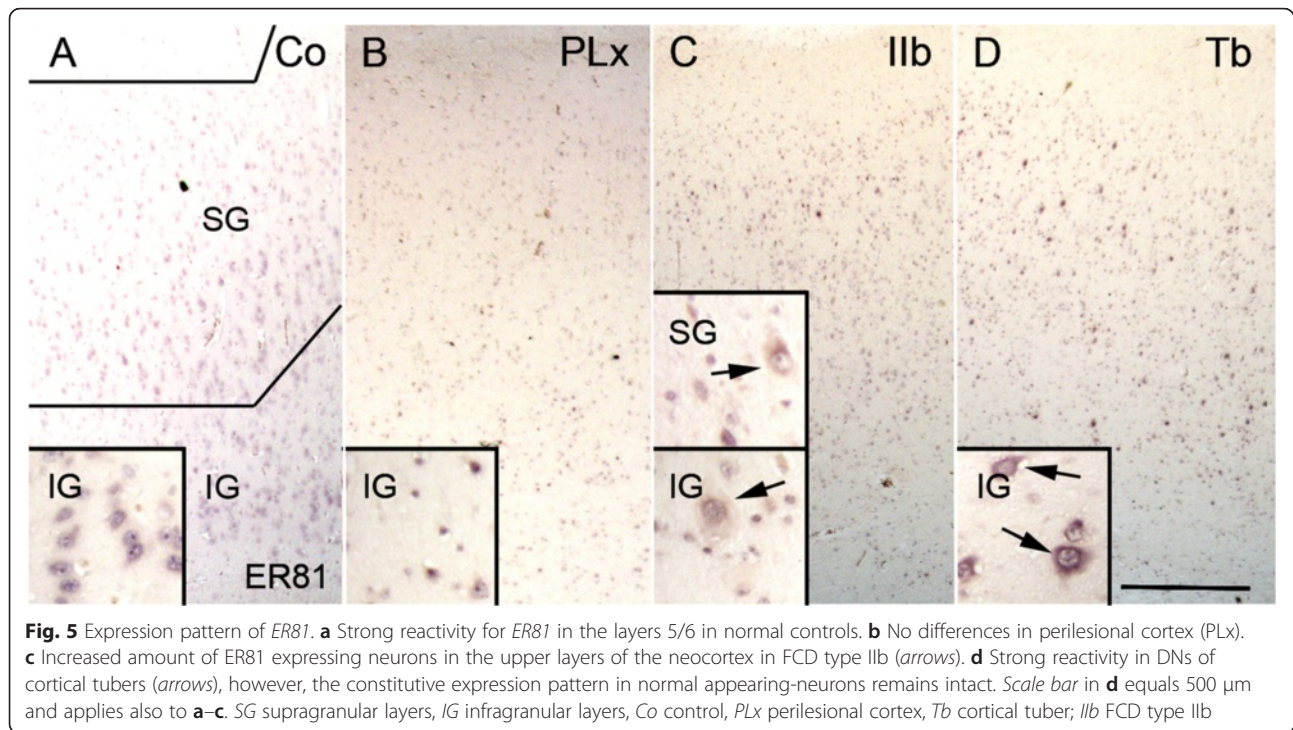 A Co B PLx C IIb D Tb
SG
SG
IG IG IG IG IG
ER81
Fig. 5 Expression pattern of ER81. a Strong reactivity for ER81 in the layers 5/6 in normal controls. b No differences in perilesional cortex (PLx).
c Increased amount of ER81 expressing neurons in the upper layers of the neocortex in FCD type IIb (arrows). d Strong reactivity in DNs of
cortical tubers (arrows), however, the constitutive expression pattern in normal appearing-neurons remains intact. Scale bar in d equals 500 μm
and applies also to a–c. SG supragranular layers, IG infragranular layers, Co control, PLx perilesional cortex, Tb cortical tuber; IIb FCD type IIb